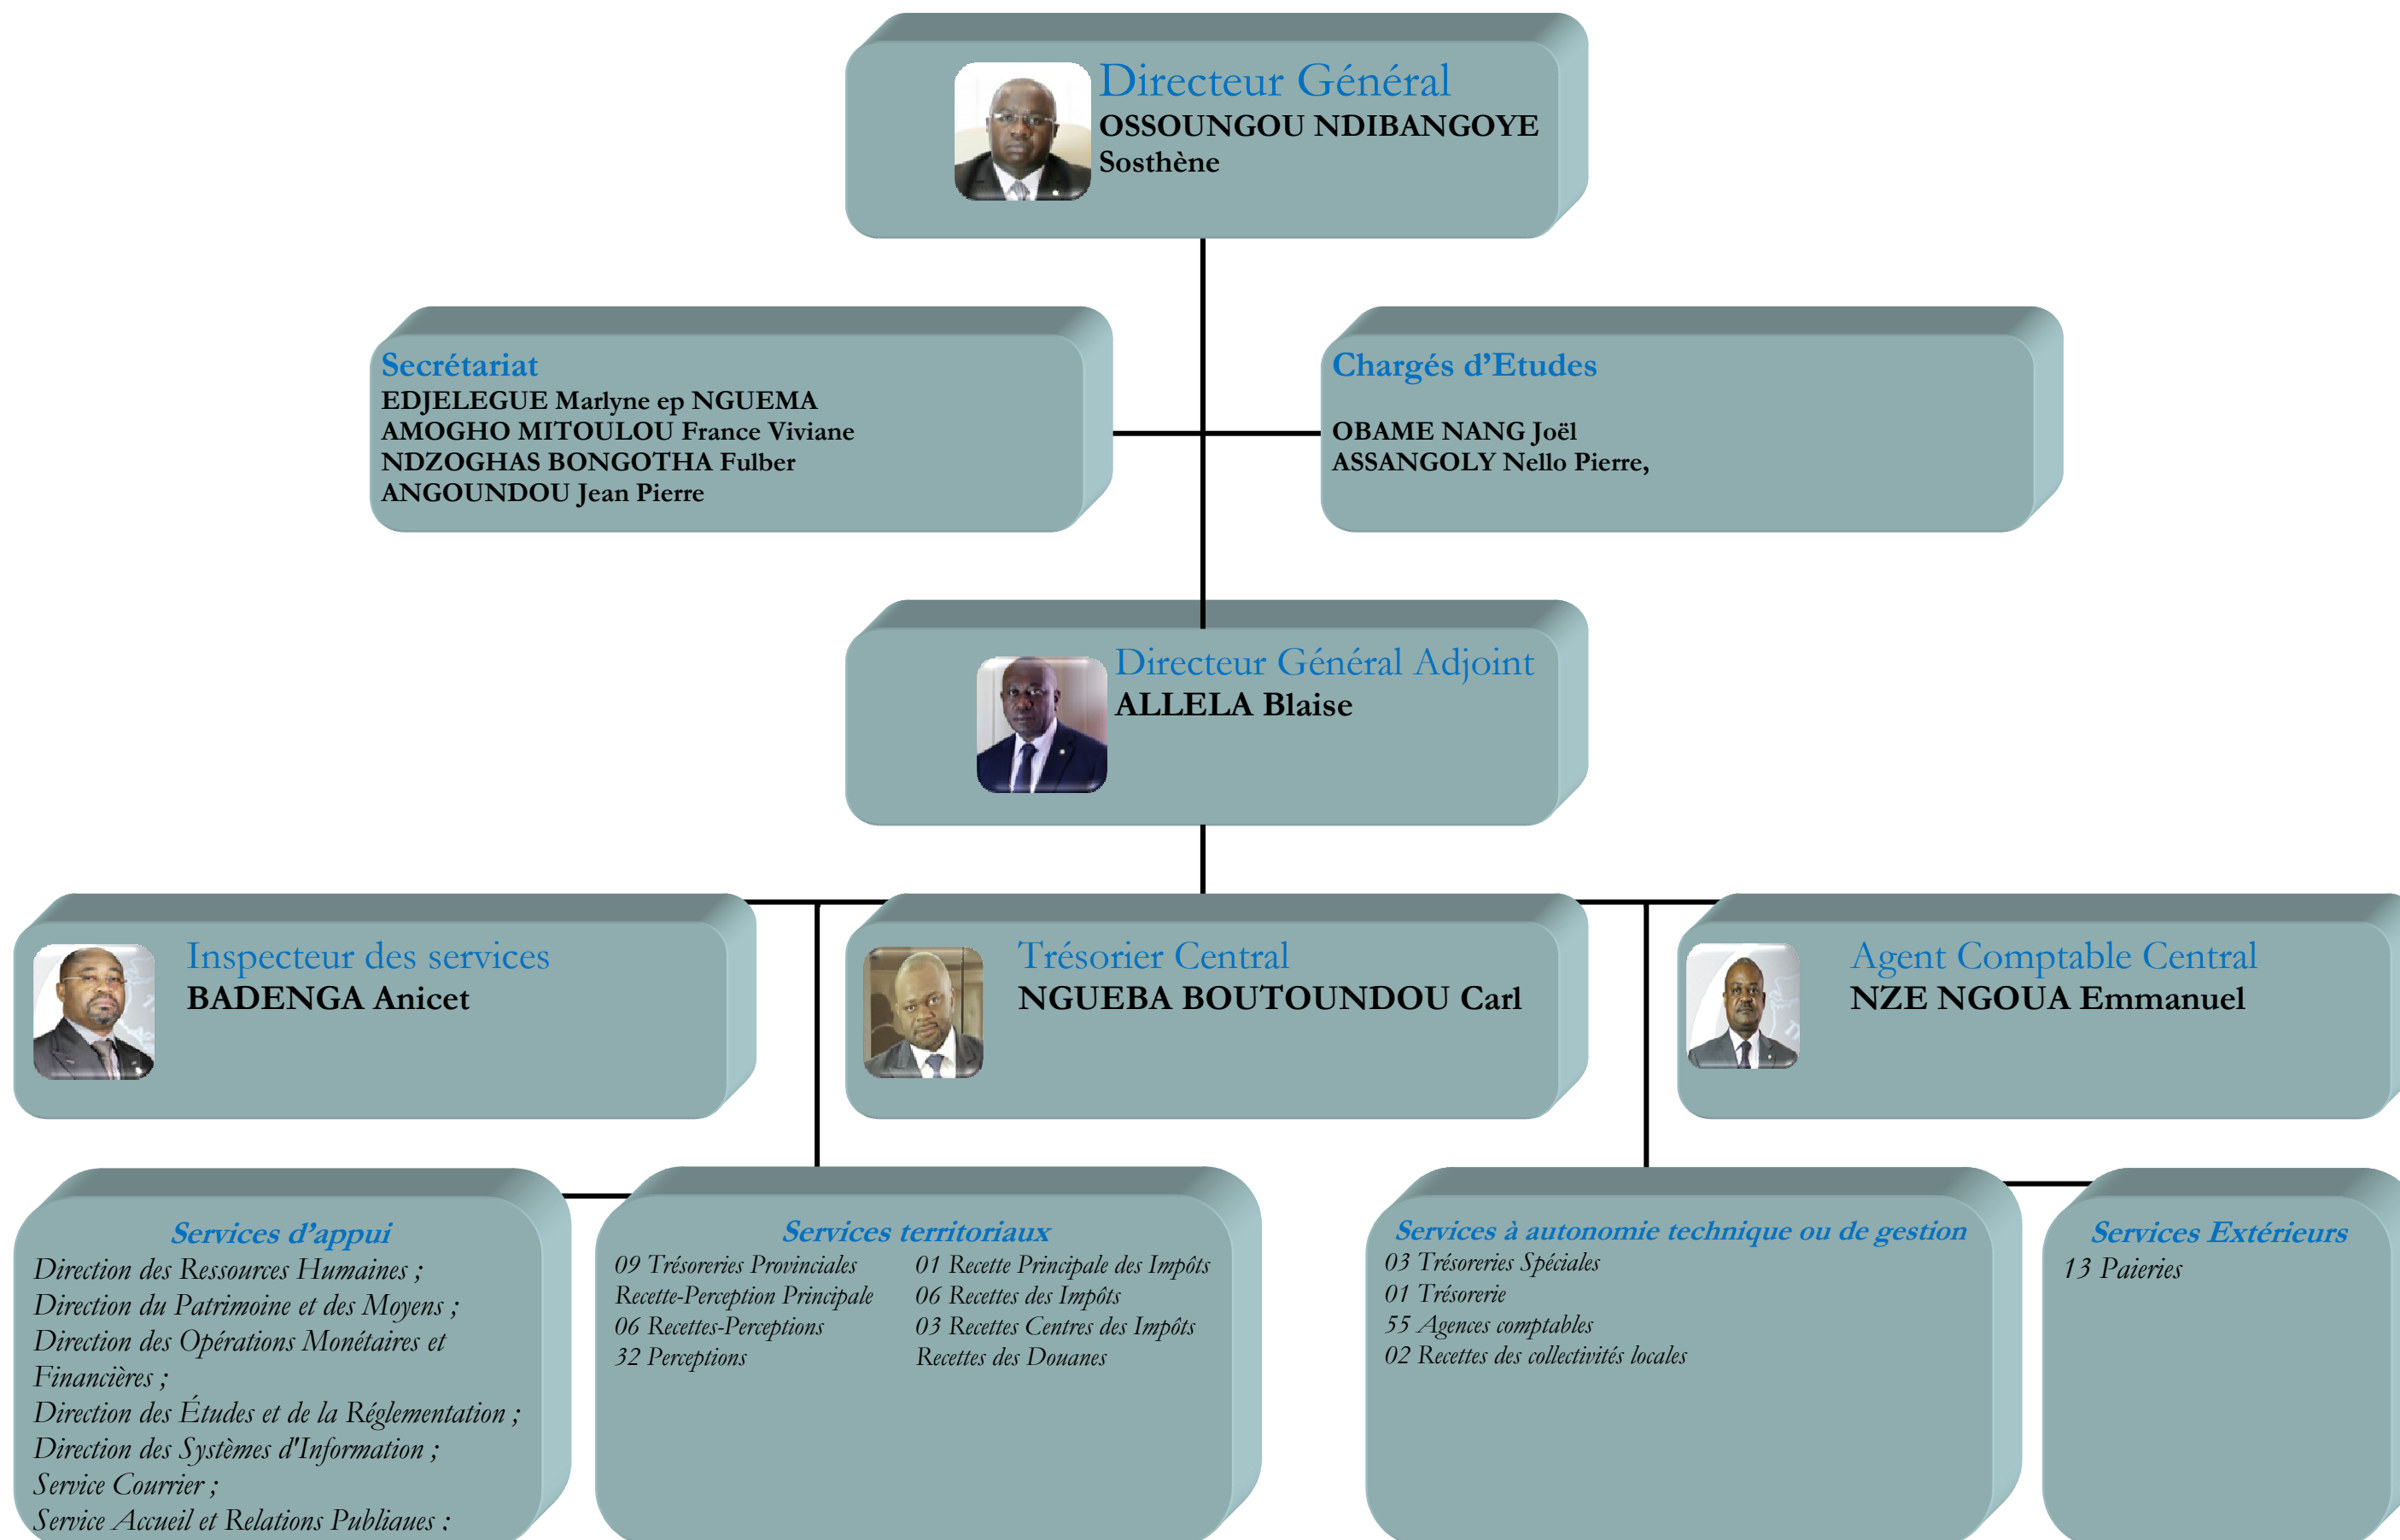 Directeur Général
OSSOUNGOU NDIBANGOYE
Sosthène
Secrétariat
EDJELEGUE Marlyne ep NGUEMA
AMOGHO MITOULOU France Viviane
NDZOGHAS BONGOTHA Fulber
ANGOUNDOU Jean Pierre
Chargés d’Etudes
OBAME NANG Joël
ASSANGOLY Nello Pierre,
Directeur Général Adjoint
ALLELA Blaise
Inspecteur des services
BADENGA Anicet
Trésorier Central
NGUEBA BOUTOUNDOU Carl
Agent Comptable Central
NZE NGOUA Emmanuel
Services d’appui
Direction des Ressources Humaines ;
Direction du Patrimoine et des Moyens ;
Direction des Opérations Monétaires et
Financières ;
Direction des Études et de la Réglementation ;
Direction des Systèmes d'Information ;
Service Courrier ;
Service Accueil et Relations Publiques ;
Services territoriaux
09 Trésoreries Provinciales
Recette-Perception Principale
06 Recettes-Perceptions
32 Perceptions
01 Recette Principale des Impôts
06 Recettes des Impôts
03 Recettes Centres des Impôts
Recettes des Douanes
Services à autonomie technique ou de gestion
03 Trésoreries Spéciales
01 Trésorerie
55 Agences comptables
02 Recettes des collectivités locales
Services Extérieurs
13 Paieries